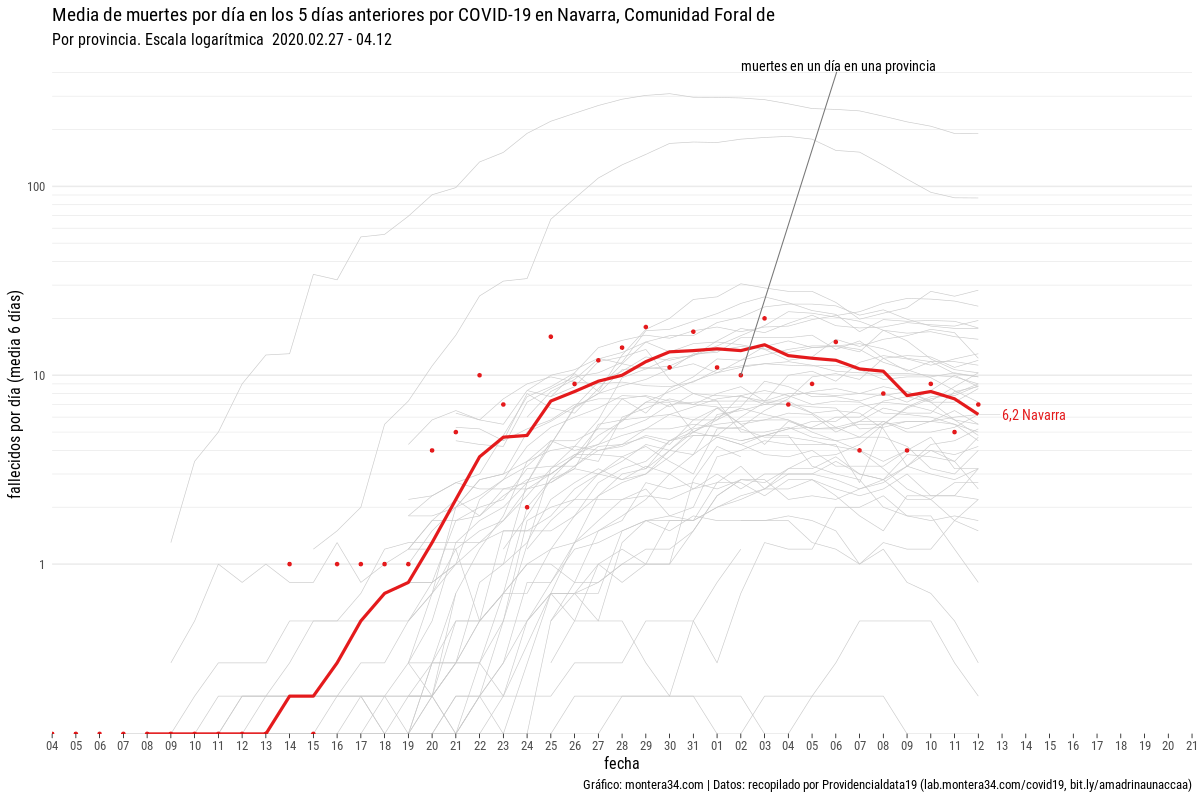 Media de muertes por día en los 5 días anteriores por COVID-19 en Navarra, Comunidad Foral de
Por provincia. Escala logarítmica 2020.02.27 - 04.12
muertes en un día en una provincia
100
10
1
fallecidos por día (media 6 días)
6,2 Navarra
04 05 06 07 08 09 10 11 12 13 14 15 16 17 18 19 20 21 22 23 24 25 26 27 28 29 30 31 01 02 03 04 05 06 07 08 09 10 11 12 13 14 15 16 17 18 19 20 21
fecha
Gráfico: montera34.com | Datos: recopilado por Providencialdata19 (lab.montera34.com/covid19, bit.ly/amadrinaunaccaa)